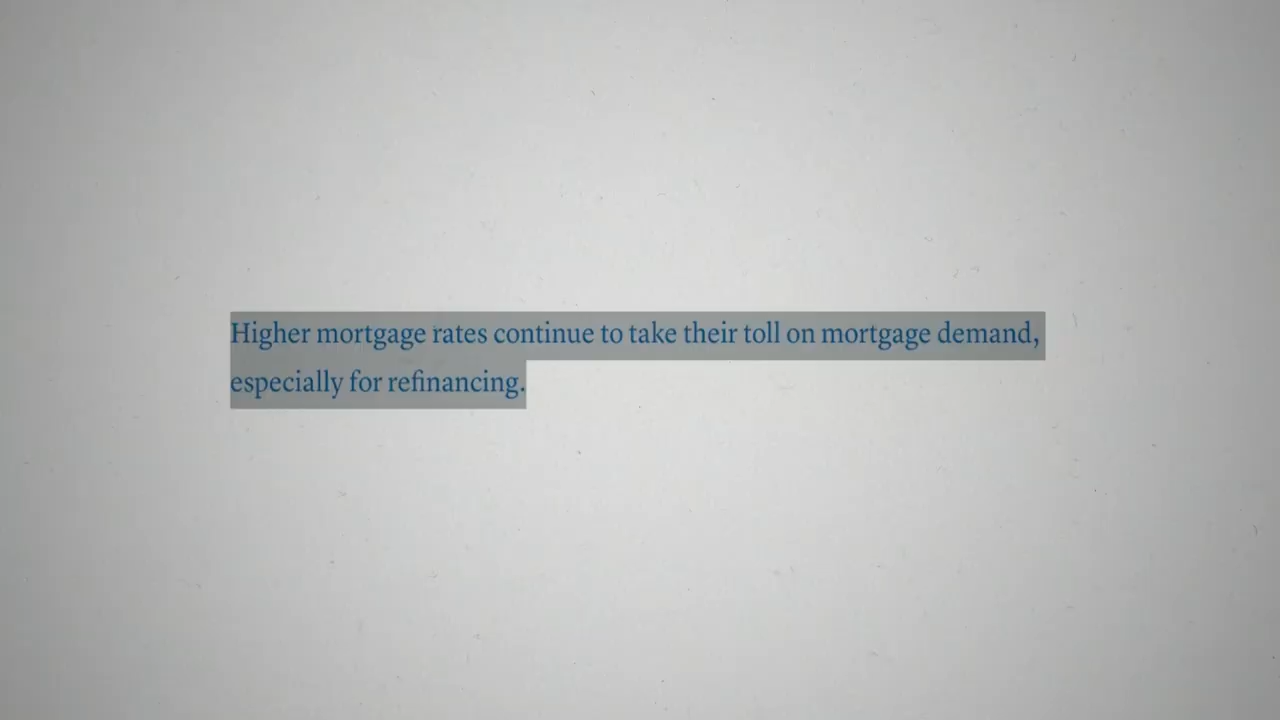 Higher mortgage rates continue to take their toll on mortgage demand,
especially for refinancing.